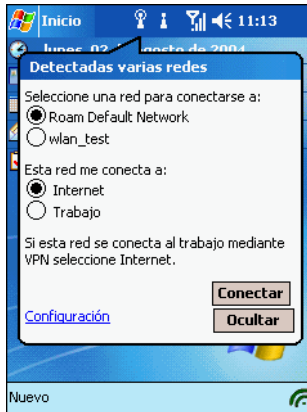 Inicio 11:13
lunes, 02 de agosto de 2004
Detectadas varias redes
Seleccione una red para conectarse a:
Roam Default Network
wlan_test
Esta red me conecta a:
Internet
Trabajo
Si esta red se conecta al trabajo mediante
VPN seleccione Internet.
Conectar
Configuración
Ocultar
Nuevo